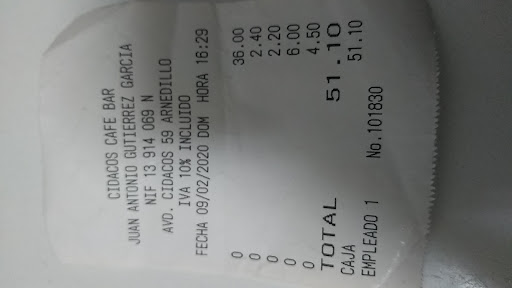 CIDACOS CAFE BAR
JUAN ANTONIO GUTIERREZ GARCIA
NIF 13 914 069 N
AVD. CIDACOS 59 ARNEDILLO
IVA 10% INCLUIDO
FECHA 09/02/2020 DOM HORA 16:29
0 36.00
0 2.40
0 2.20
0 6.00
0 4.50
TOTAL 51.10
CAJA 51.10
EMPLEADO 1 No.101830